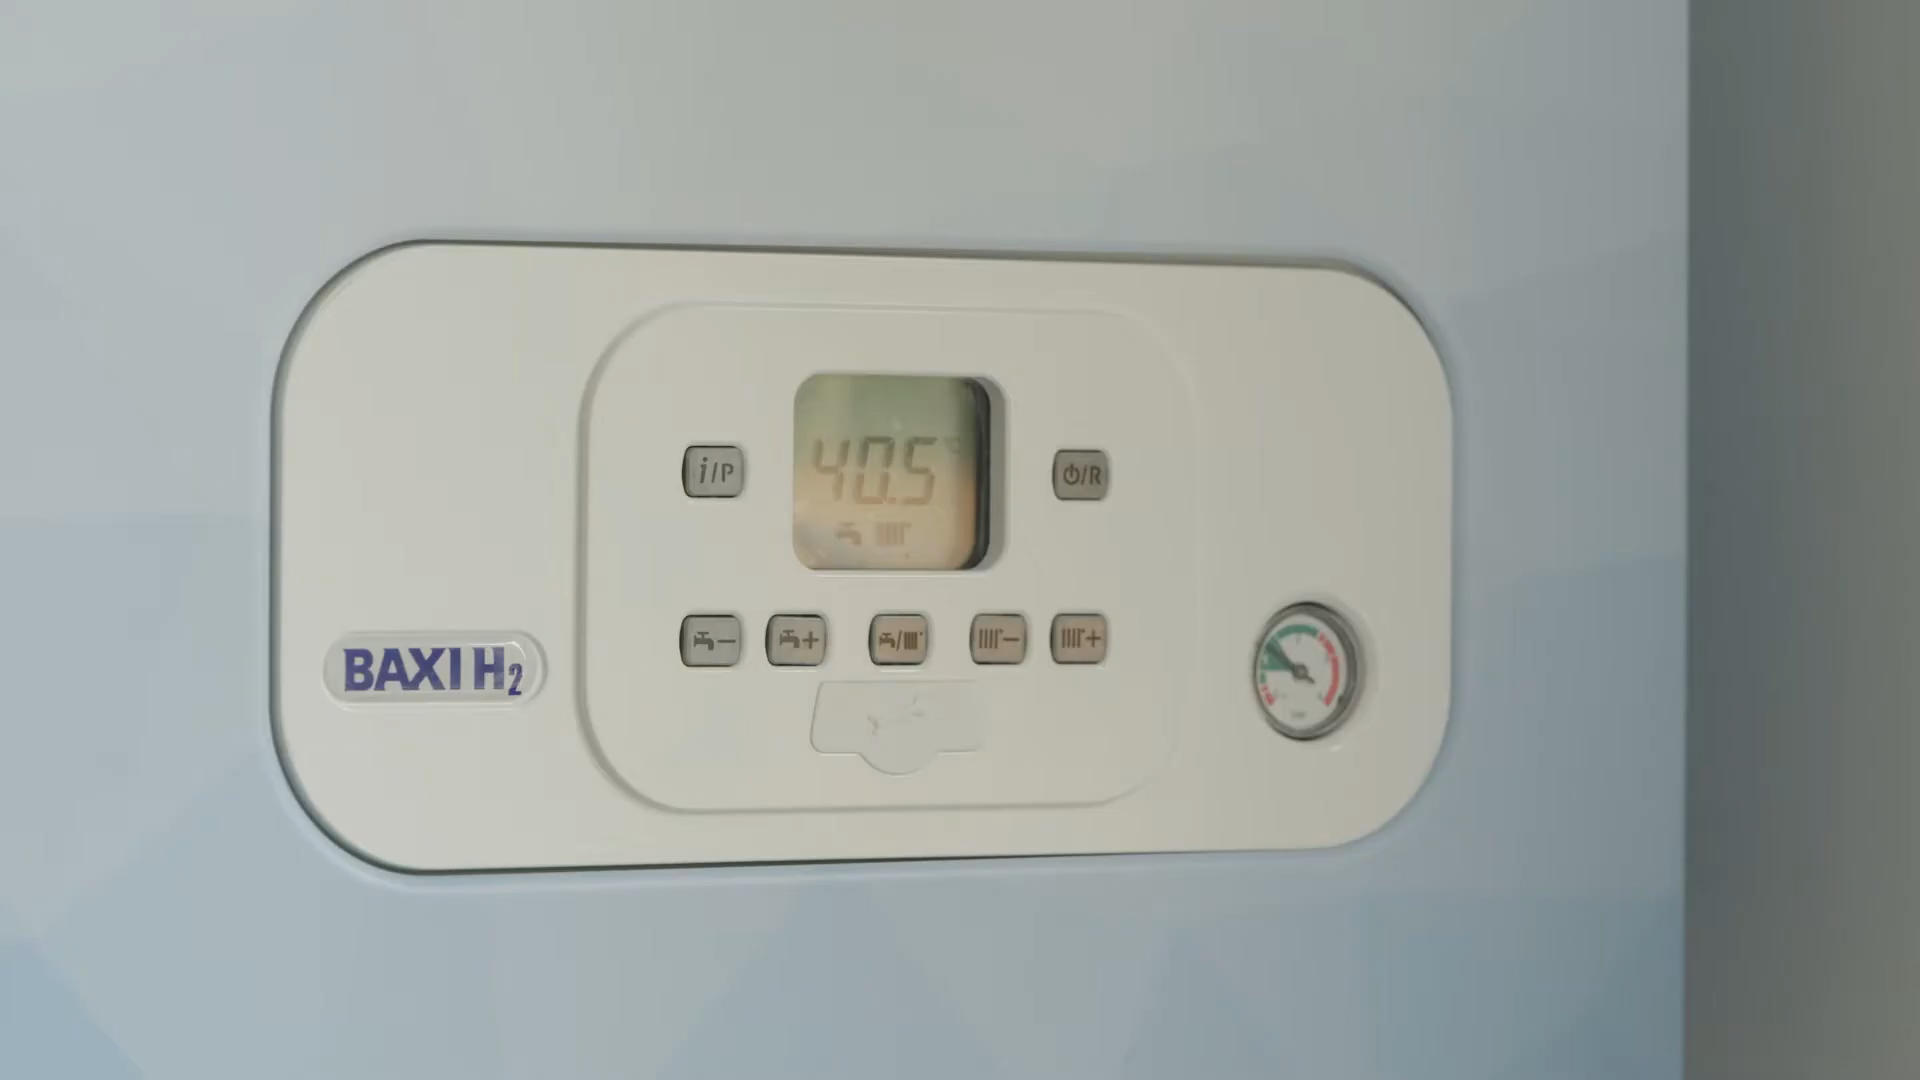 40.5 °C
i/P
⏻/R
−
+
/
−
+
BAXI H₂